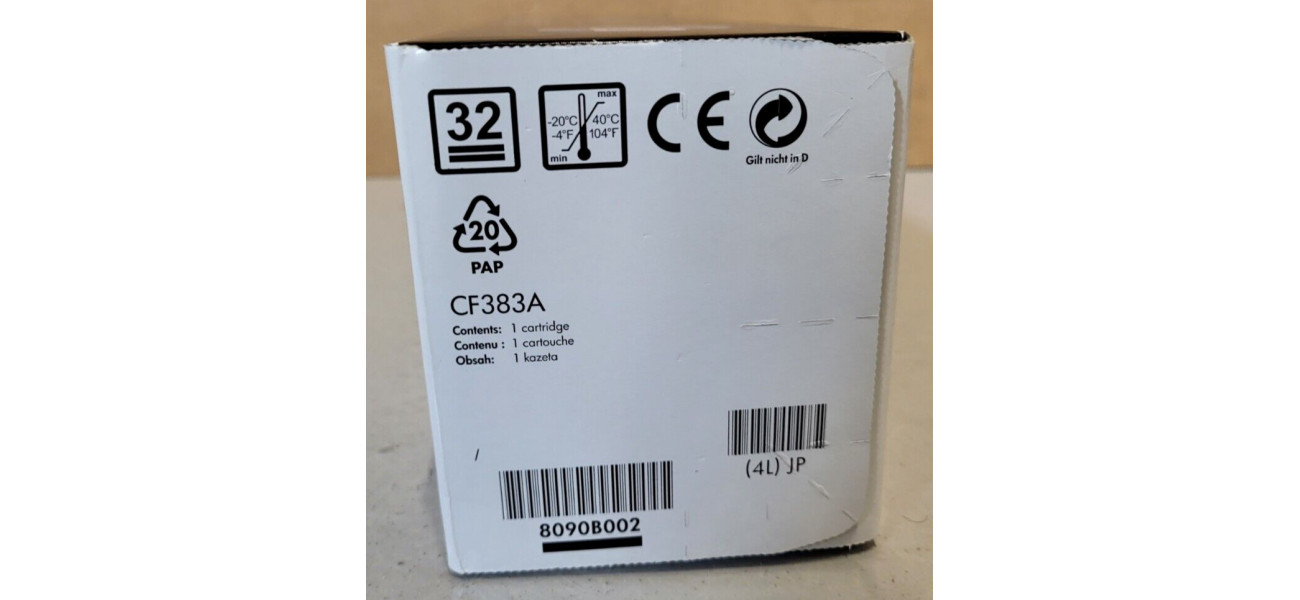 32
max
-20°C 40°C
-4°F 104°F
min
CE
Gilt nicht in D
20
PAP
CF383A
Contents: 1 cartridge
Contenu : 1 cartouche
Obsah: 1 kazeta
(4L) JP
8090B002